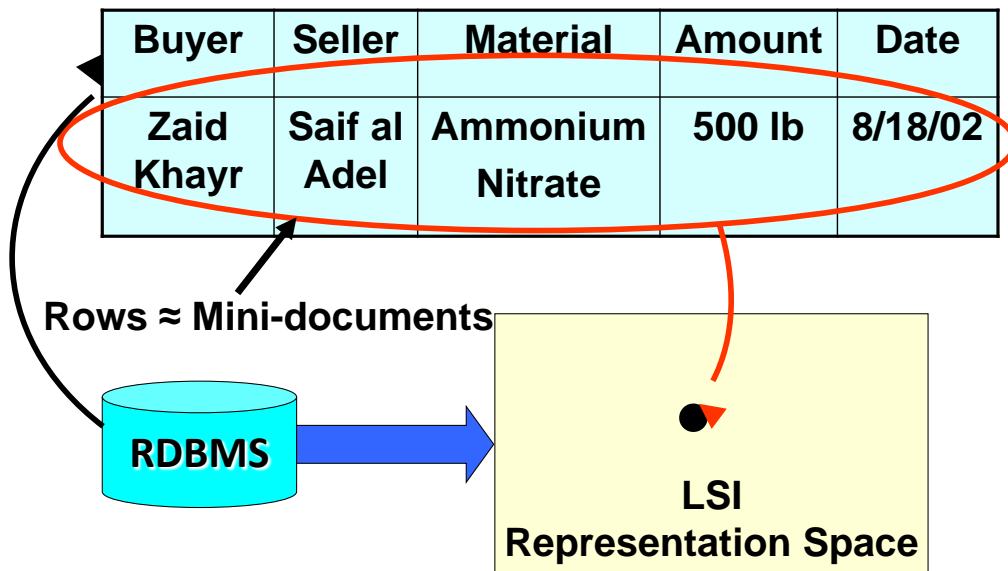 Buyer Seller Material Amount Date
Zaid Khayr Saif al Adel Ammonium Nitrate 500 lb 8/18/02
Rows ≈ Mini-documents
RDBMS
LSI
Representation Space